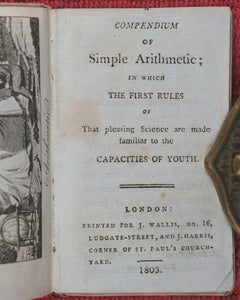 COMPENDIUM
OF
Simple Arithmetic;
IN WHICH
THE FIRST RULES
OF
That pleasing Science are made
familiar to the
CAPACITIES OF YOUTH.
LONDON:
PRINTED FOR J. WALLIS, NO. 16,
LUDGATE-STREET, AND J. HARRIS,
CORNER OF ST. PAUL'S CHURCH-
YARD.
1803.